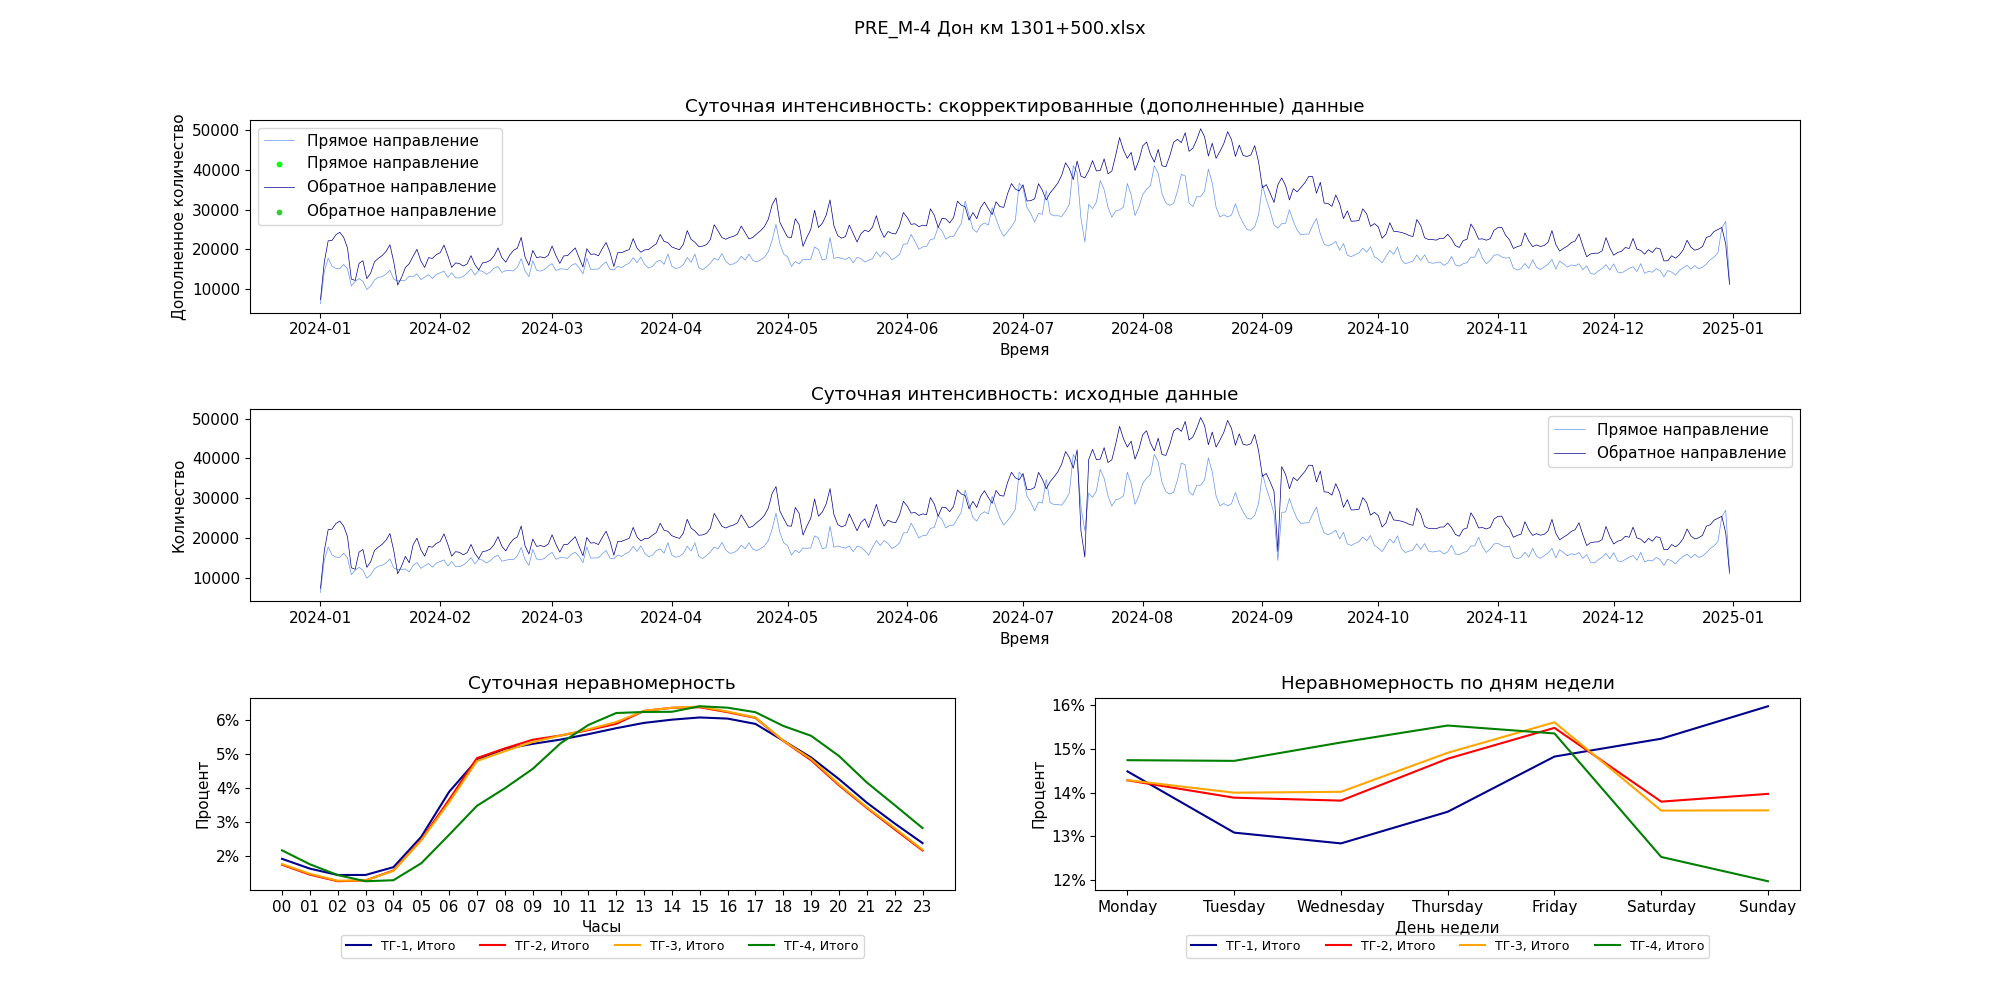 PRE_М-4 Дон км 1301+500.xlsx
Суточная интенсивность: скорректированные (дополненные) данные
Дополненное количество
50000
40000
30000
20000
10000
Прямое направление
Прямое направление
Обратное направление
Обратное направление
2024-01 2024-02 2024-03 2024-04 2024-05 2024-06 2024-07 2024-08 2024-09 2024-10 2024-11 2024-12 2025-01
Время
Суточная интенсивность: исходные данные
Количество
50000
40000
30000
20000
10000
Прямое направление
Обратное направление
2024-01 2024-02 2024-03 2024-04 2024-05 2024-06 2024-07 2024-08 2024-09 2024-10 2024-11 2024-12 2025-01
Время
Суточная неравномерность
Процент
6%
5%
4%
3%
2%
00 01 02 03 04 05 06 07 08 09 10 11 12 13 14 15 16 17 18 19 20 21 22 23
Часы
ТГ-1, Итого ТГ-2, Итого ТГ-3, Итого ТГ-4, Итого
Неравномерность по дням недели
Процент
16%
15%
14%
13%
12%
Monday Tuesday Wednesday Thursday Friday Saturday Sunday
День недели
ТГ-1, Итого ТГ-2, Итого ТГ-3, Итого ТГ-4, Итого